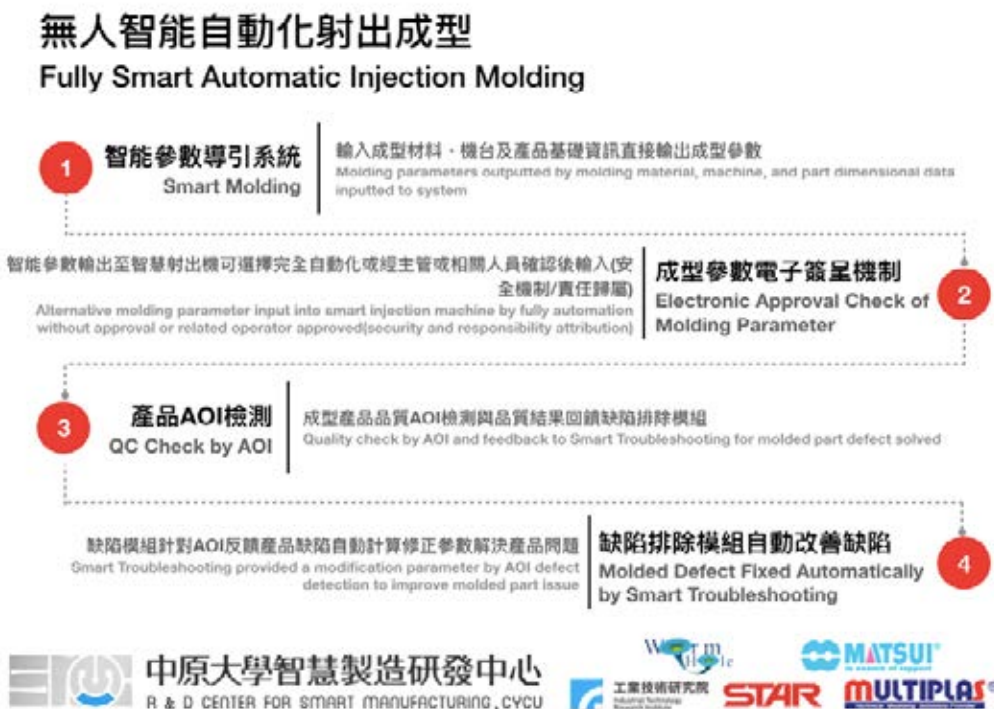 無人智能自動化射出成型
Fully Smart Automatic Injection Molding
1
智能參數導引系統
Smart Molding
輸入成型材料、機台及產品基礎資訊直接輸出成型參數
Molding parameters outputted by molding material, machine, and part dimensional data
inputted to system
智能參數輸出至智慧射出機可選擇完全自動化或經主管或相關人員確認後輸入(安
全機制/責任歸屬)
Alternative molding parameter input into smart injection machine by fully automation
without approval or related operator approved(security and responsibility attribution)
成型參數電子簽呈機制
Electronic Approval Check of
Molding Parameter
2
3
產品AOI檢測
QC Check by AOI
成型產品品質AOI檢測與品質結果回饋缺陷排除模組
Quality check by AOI and feedback to Smart Troubleshooting for molded part defect solved
缺陷模組針對AOI反饋產品缺陷自動計算修正參數解決產品問題
Smart Troubleshooting provided a modification parameter by AOI defect
detection to improve molded part issue
缺陷排除模組自動改善缺陷
Molded Defect Fixed Automatically
by Smart Troubleshooting
4
中原大學智慧製造研發中心
R & D CENTER FOR SMART MANUFACTURING, CYCU
Worm
Hole
MATSUI
工業技術研究院
Industrial Technology
Research Institute
STAR
MULTIPLAS